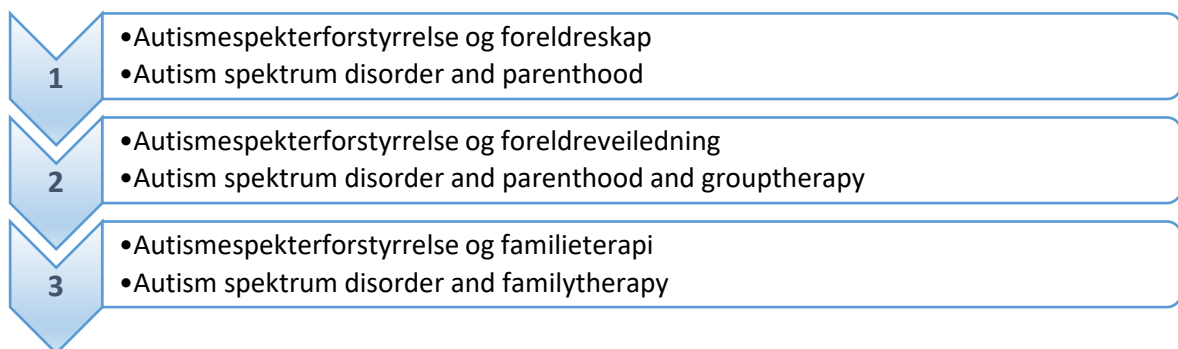 1
•Autismespekterforstyrrelse og foreldreskap
•Autism spektrum disorder and parenthood
2
•Autismespekterforstyrrelse og foreldreveiledning
•Autism spektrum disorder and parenthood and grouptherapy
3
•Autismespekterforstyrrelse og familieterapi
•Autism spektrum disorder and familytherapy